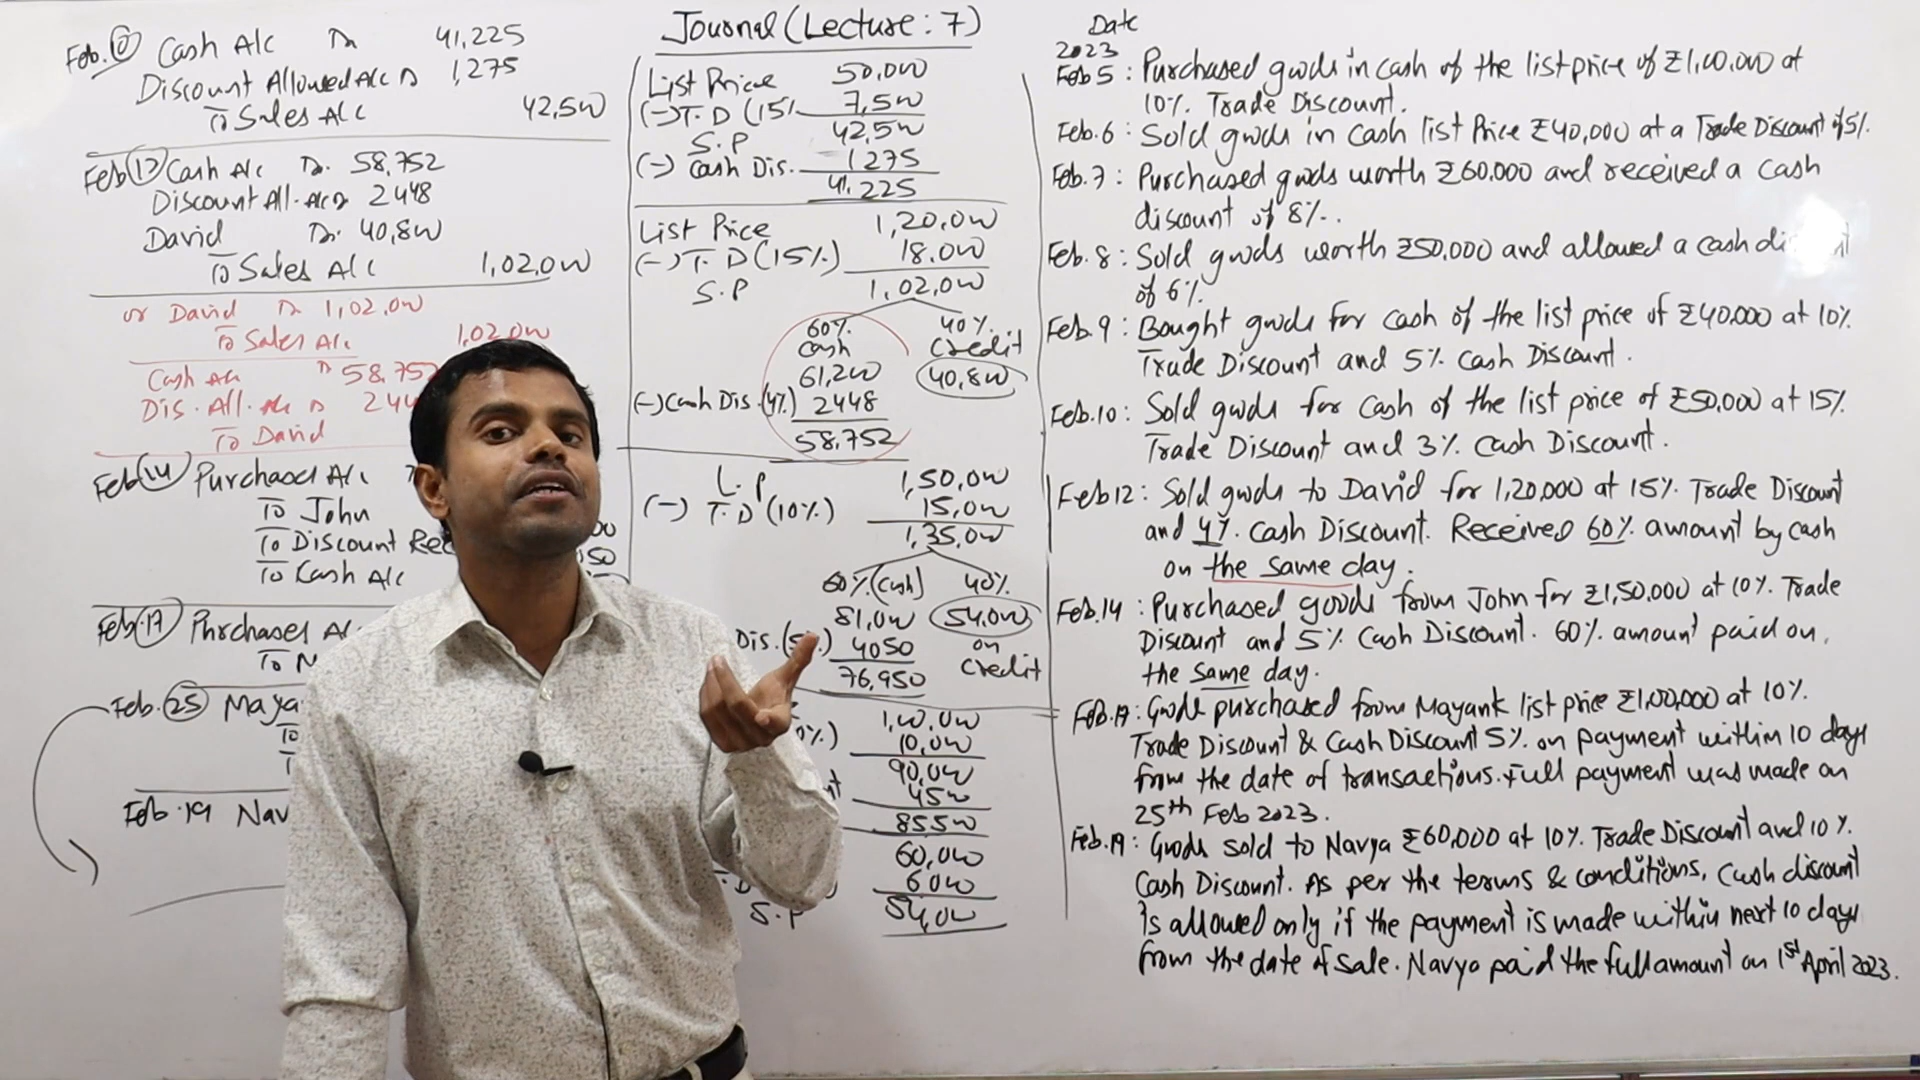 Journal (Lecture: 7)
Feb. 10 Cash A/c Dr 41,225
Discount Allowed A/c Dr 1,275
To Sales A/c 42,500
Feb 12 Cash A/c Dr. 58,752
Discount All. A/c Dr 2448
David Dr. 40,800
To Sales A/c 1,02,000
or David Dr 1,02,000
To Sales A/c 1,02,000
Cash A/c Dr 58,752
Dis. All. A/c Dr 244
To David
Feb 14 Purchases A/c
To John
To Discount Rec
To Cash A/c
Feb 17 Purchases A/c
To
Feb. 25 Maya
To
Feb. 19 Nav
List Price 50,000
(-) T.D (15% 7,500
S.P 42,500
(-) Cash Dis. 1275
41,225
List Price 1,20,000
(-) T.D (15%) 18,000
S.P 1,02,000
60% 40%
Cash Credit
61,200 40,800
(-) Cash Dis. (4%) 2448
58,752
L.P 1,50,000
(-) T.D (10%) 15,000
1,35,000
60% (Cash) 40%
81,000 54,000
Dis. (5%) 4050 on
76,950 Credit
1,00,000
0%) 10,000
90,000
4500
85500
60,000
6000
S.P 54,000
Date
2023
Feb 5 : Purchased goods in cash of the list price of ₹1,00,000 at
10% Trade Discount.
Feb. 6 : Sold goods in cash list Price ₹40,000 at a Trade Discount of 5%.
Feb. 7 : Purchased goods worth ₹60,000 and received a cash
discount of 8%.
Feb. 8 : Sold goods worth ₹50,000 and allowed a cash di
of 6%.
Feb. 9 : Bought goods for cash of the list price of ₹40,000 at 10%
Trade Discount and 5% Cash Discount.
Feb. 10 : Sold goods for cash of the list price of ₹50,000 at 15%
Trade Discount and 3% Cash Discount.
Feb 12 : Sold goods to David for 1,20,000 at 15% Trade Discount
and 4% Cash Discount. Received 60% amount by cash
on the same day.
Feb. 14 : Purchased goods from John for ₹1,50,000 at 10% Trade
Discount and 5% Cash Discount. 60% amount paid on
the same day.
Feb. 17 : Goods purchased from Mayank list price ₹1,00,000 at 10%
Trade Discount & Cash Discount 5% on payment within 10 days
from the date of transactions. Full payment was made on
25th Feb 2023.
Feb. 19 : Goods sold to Navya ₹60,000 at 10% Trade Discount and 10%
Cash Discount. As per the terms & conditions, Cash discount
is allowed only if the payment is made within next 10 days
from the date of sale. Navya paid the full amount on 1st April 2023.